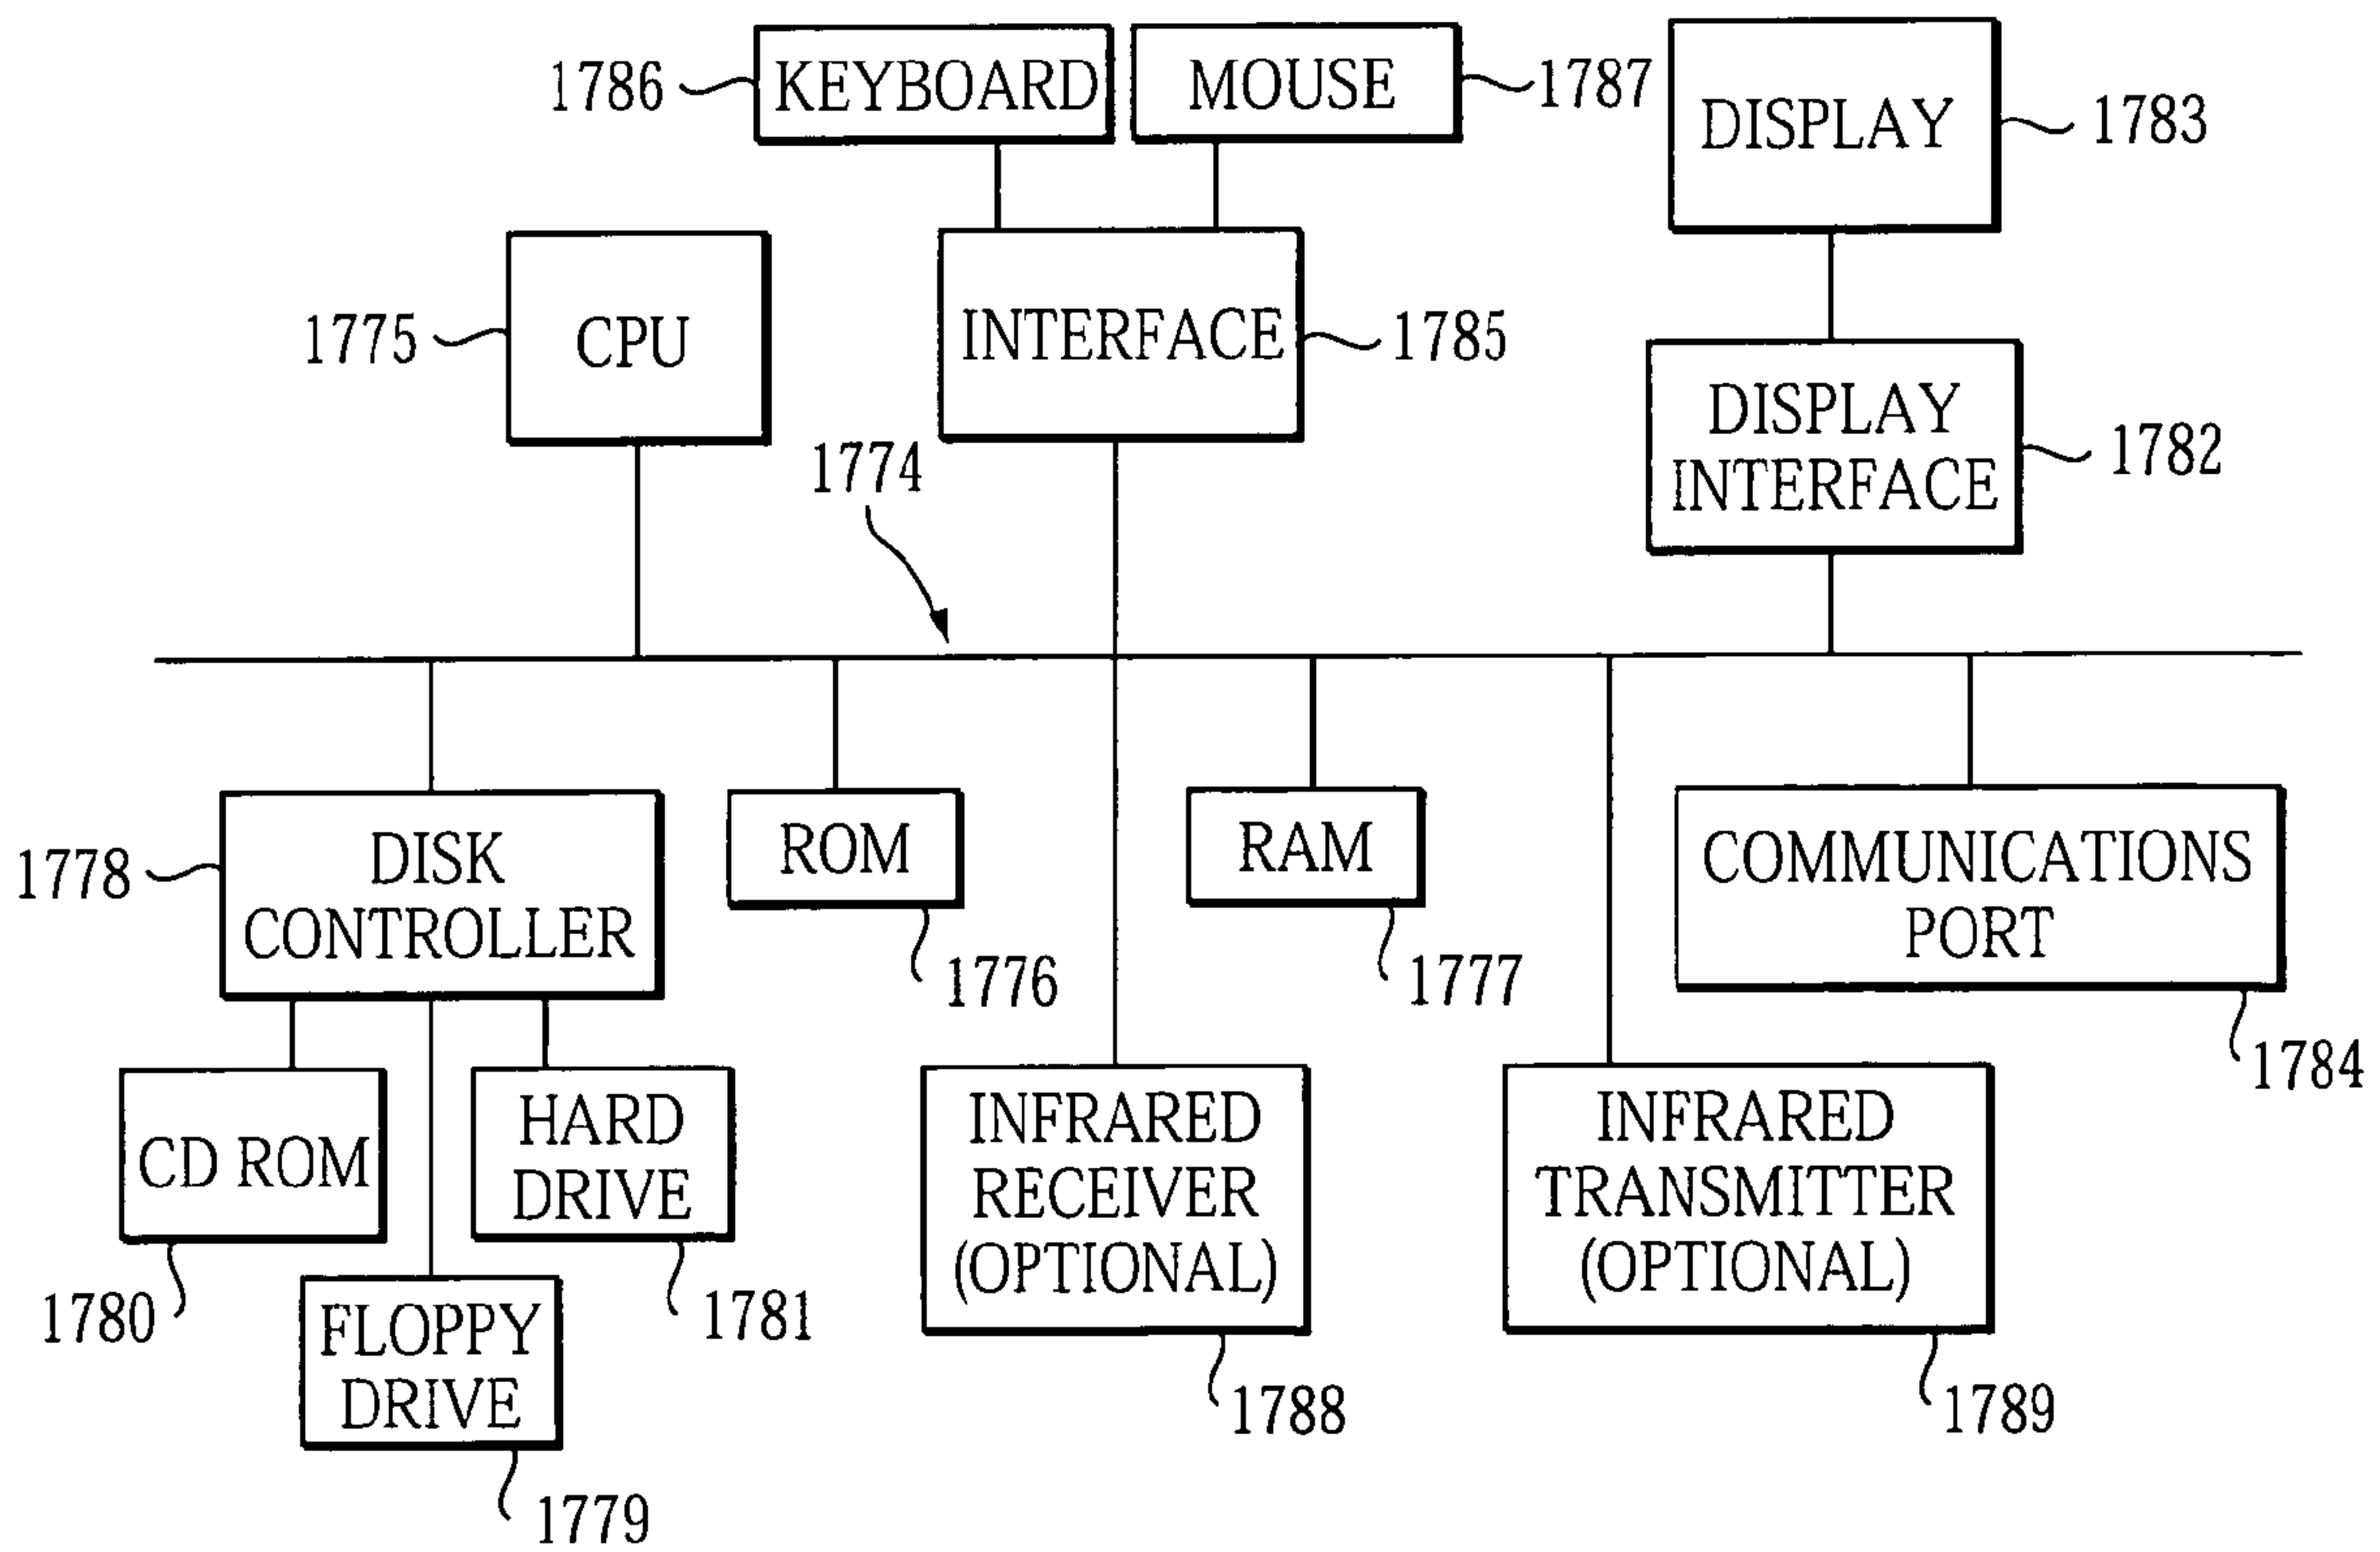 1786
KEYBOARD
MOUSE
1787
DISPLAY
1783
1775
CPU
INTERFACE
1785
DISPLAY
INTERFACE
1782
1774
1778
DISK
CONTROLLER
ROM
1776
RAM
1777
COMMUNICATIONS
PORT
1784
CD ROM
1780
HARD
DRIVE
1781
FLOPPY
DRIVE
1779
INFRARED
RECEIVER
(OPTIONAL)
1788
INFRARED
TRANSMITTER
(OPTIONAL)
1789